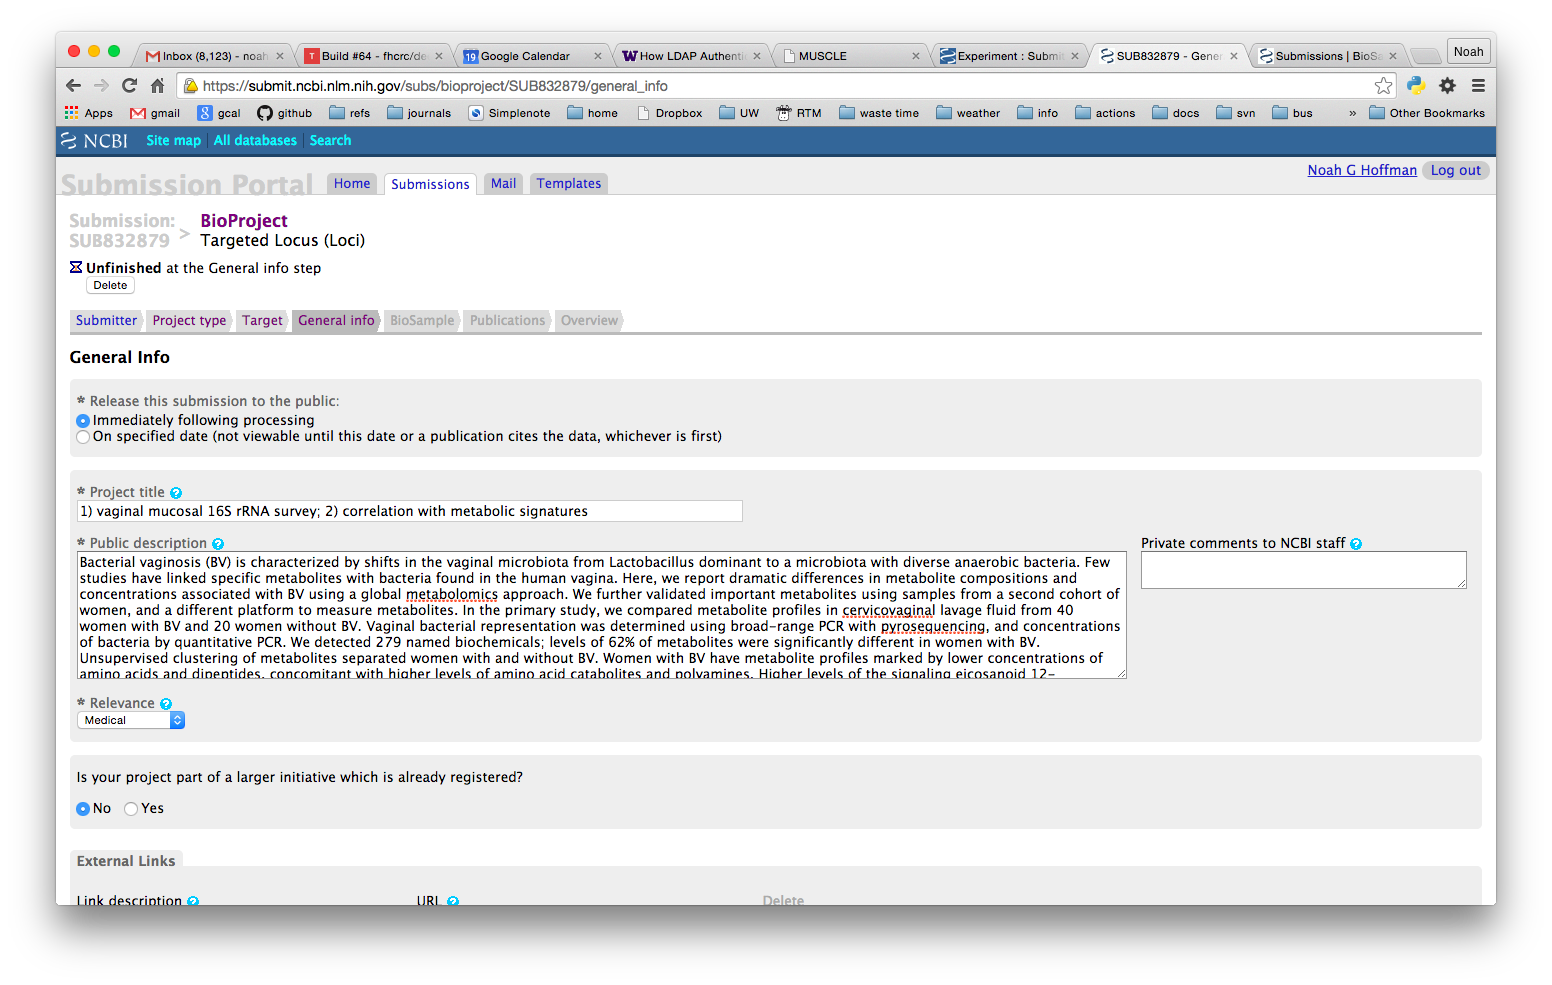 Inbox (8,123) - noah
Build #64 - fhcrc/de
Google Calendar
How LDAP Authenti
MUSCLE
Experiment : Submit
SUB832879 - Gener
Submissions | BioSa
Noah
https://submit.ncbi.nlm.nih.gov/subs/bioproject/SUB832879/general_info
Apps gmail gcal github refs journals Simplenote home Dropbox UW RTM waste time weather info actions docs svn bus » Other Bookmarks
NCBI Site map All databases Search
Submission Portal Home Submissions Mail Templates
Noah G Hoffman Log out
Submission: SUB832879 >
BioProject
Targeted Locus (Loci)
Unfinished at the General info step
Delete
Submitter Project type Target General info BioSample Publications Overview
General Info
* Release this submission to the public:
Immediately following processing
On specified date (not viewable until this date or a publication cites the data, whichever is first)
* Project title ?
1) vaginal mucosal 16S rRNA survey; 2) correlation with metabolic signatures
* Public description ?
Bacterial vaginosis (BV) is characterized by shifts in the vaginal microbiota from Lactobacillus dominant to a microbiota with diverse anaerobic bacteria. Few
studies have linked specific metabolites with bacteria found in the human vagina. Here, we report dramatic differences in metabolite compositions and
concentrations associated with BV using a global metabolomics approach. We further validated important metabolites using samples from a second cohort of
women, and a different platform to measure metabolites. In the primary study, we compared metabolite profiles in cervicovaginal lavage fluid from 40
women with BV and 20 women without BV. Vaginal bacterial representation was determined using broad-range PCR with pyrosequencing, and concentrations
of bacteria by quantitative PCR. We detected 279 named biochemicals; levels of 62% of metabolites were significantly different in women with BV.
Unsupervised clustering of metabolites separated women with and without BV. Women with BV have metabolite profiles marked by lower concentrations of
amino acids and dipeptides, concomitant with higher levels of amino acid catabolites and polyamines. Higher levels of the signaling eicosanoid 12-
Private comments to NCBI staff ?
* Relevance ?
Medical
Is your project part of a larger initiative which is already registered?
No Yes
External Links
Link description ? URL ? Delete